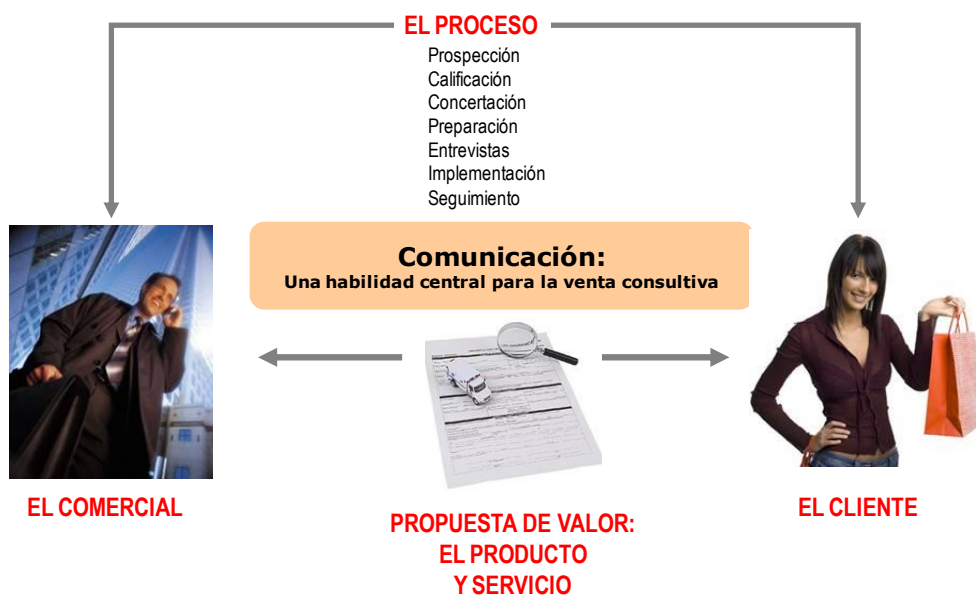 EL PROCESO
Prospección
Calificación
Concertación
Preparación
Entrevistas
Implementación
Seguimiento
Comunicación:
Una habilidad central para la venta consultiva
EL COMERCIAL
PROPUESTA DE VALOR:
EL PRODUCTO
Y SERVICIO
EL CLIENTE